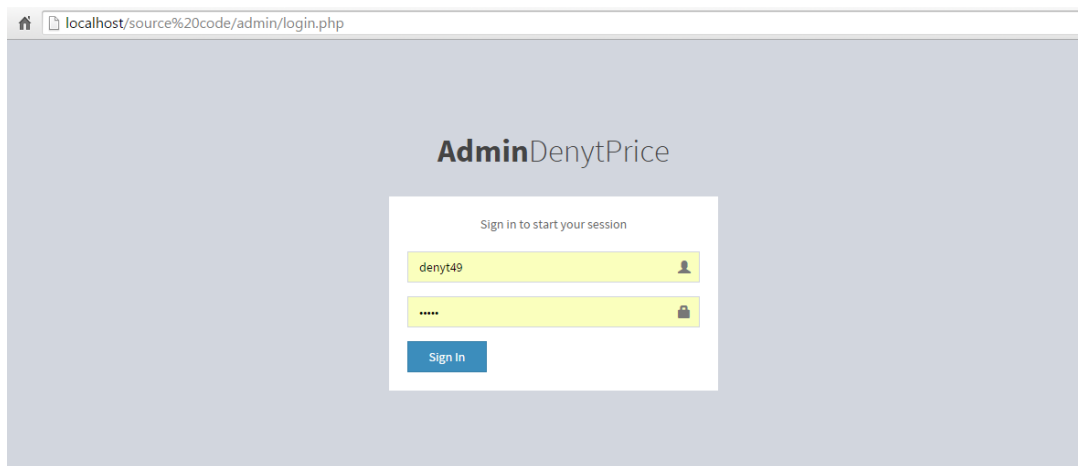 localhost/source%20code/admin/login.php
AdminDenytPrice
Sign in to start your session
denyt49
•••••
Sign In